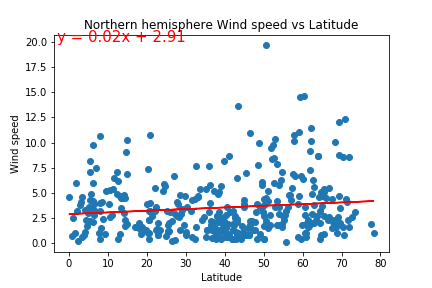 Northern hemisphere Wind speed vs Latitude
y = 0.02x + 2.91
20.0
17.5
15.0
12.5
10.0
7.5
5.0
2.5
0.0
Wind speed
0 10 20 30 40 50 60 70 80
Latitude